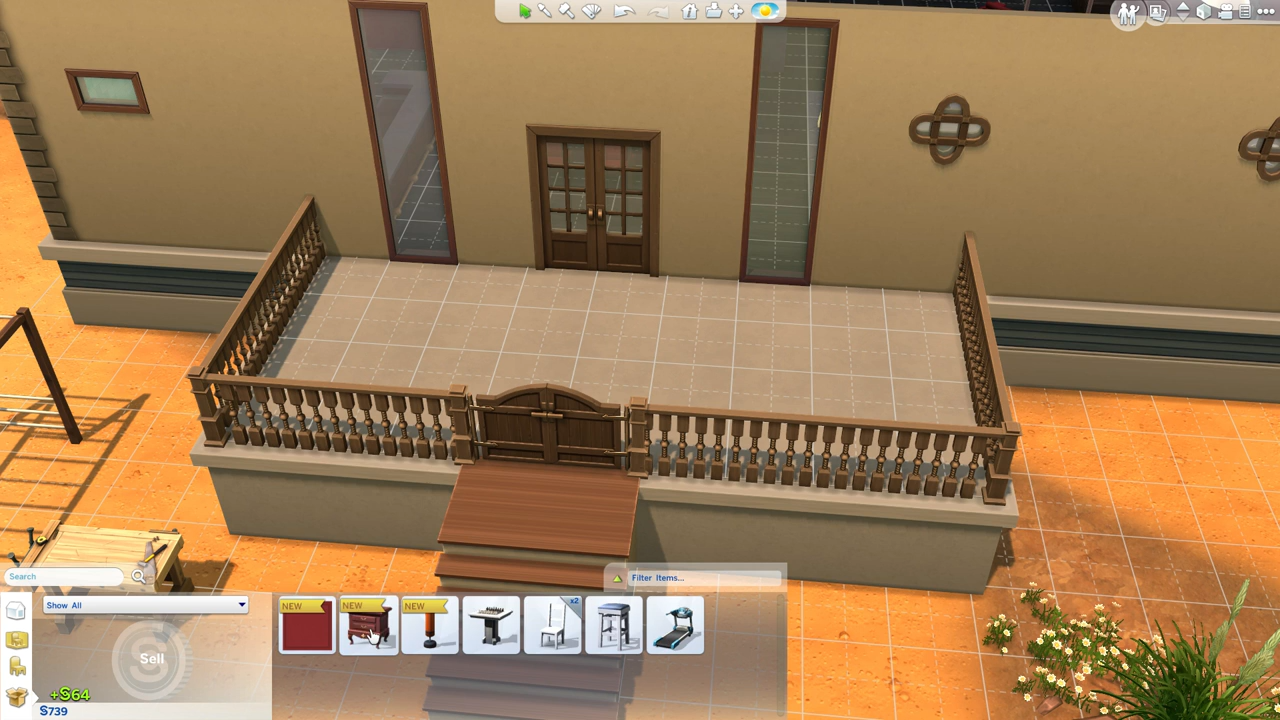 Search
Filter Items...
Show All
NEW
NEW
NEW
x2
Sell
+§64
§739